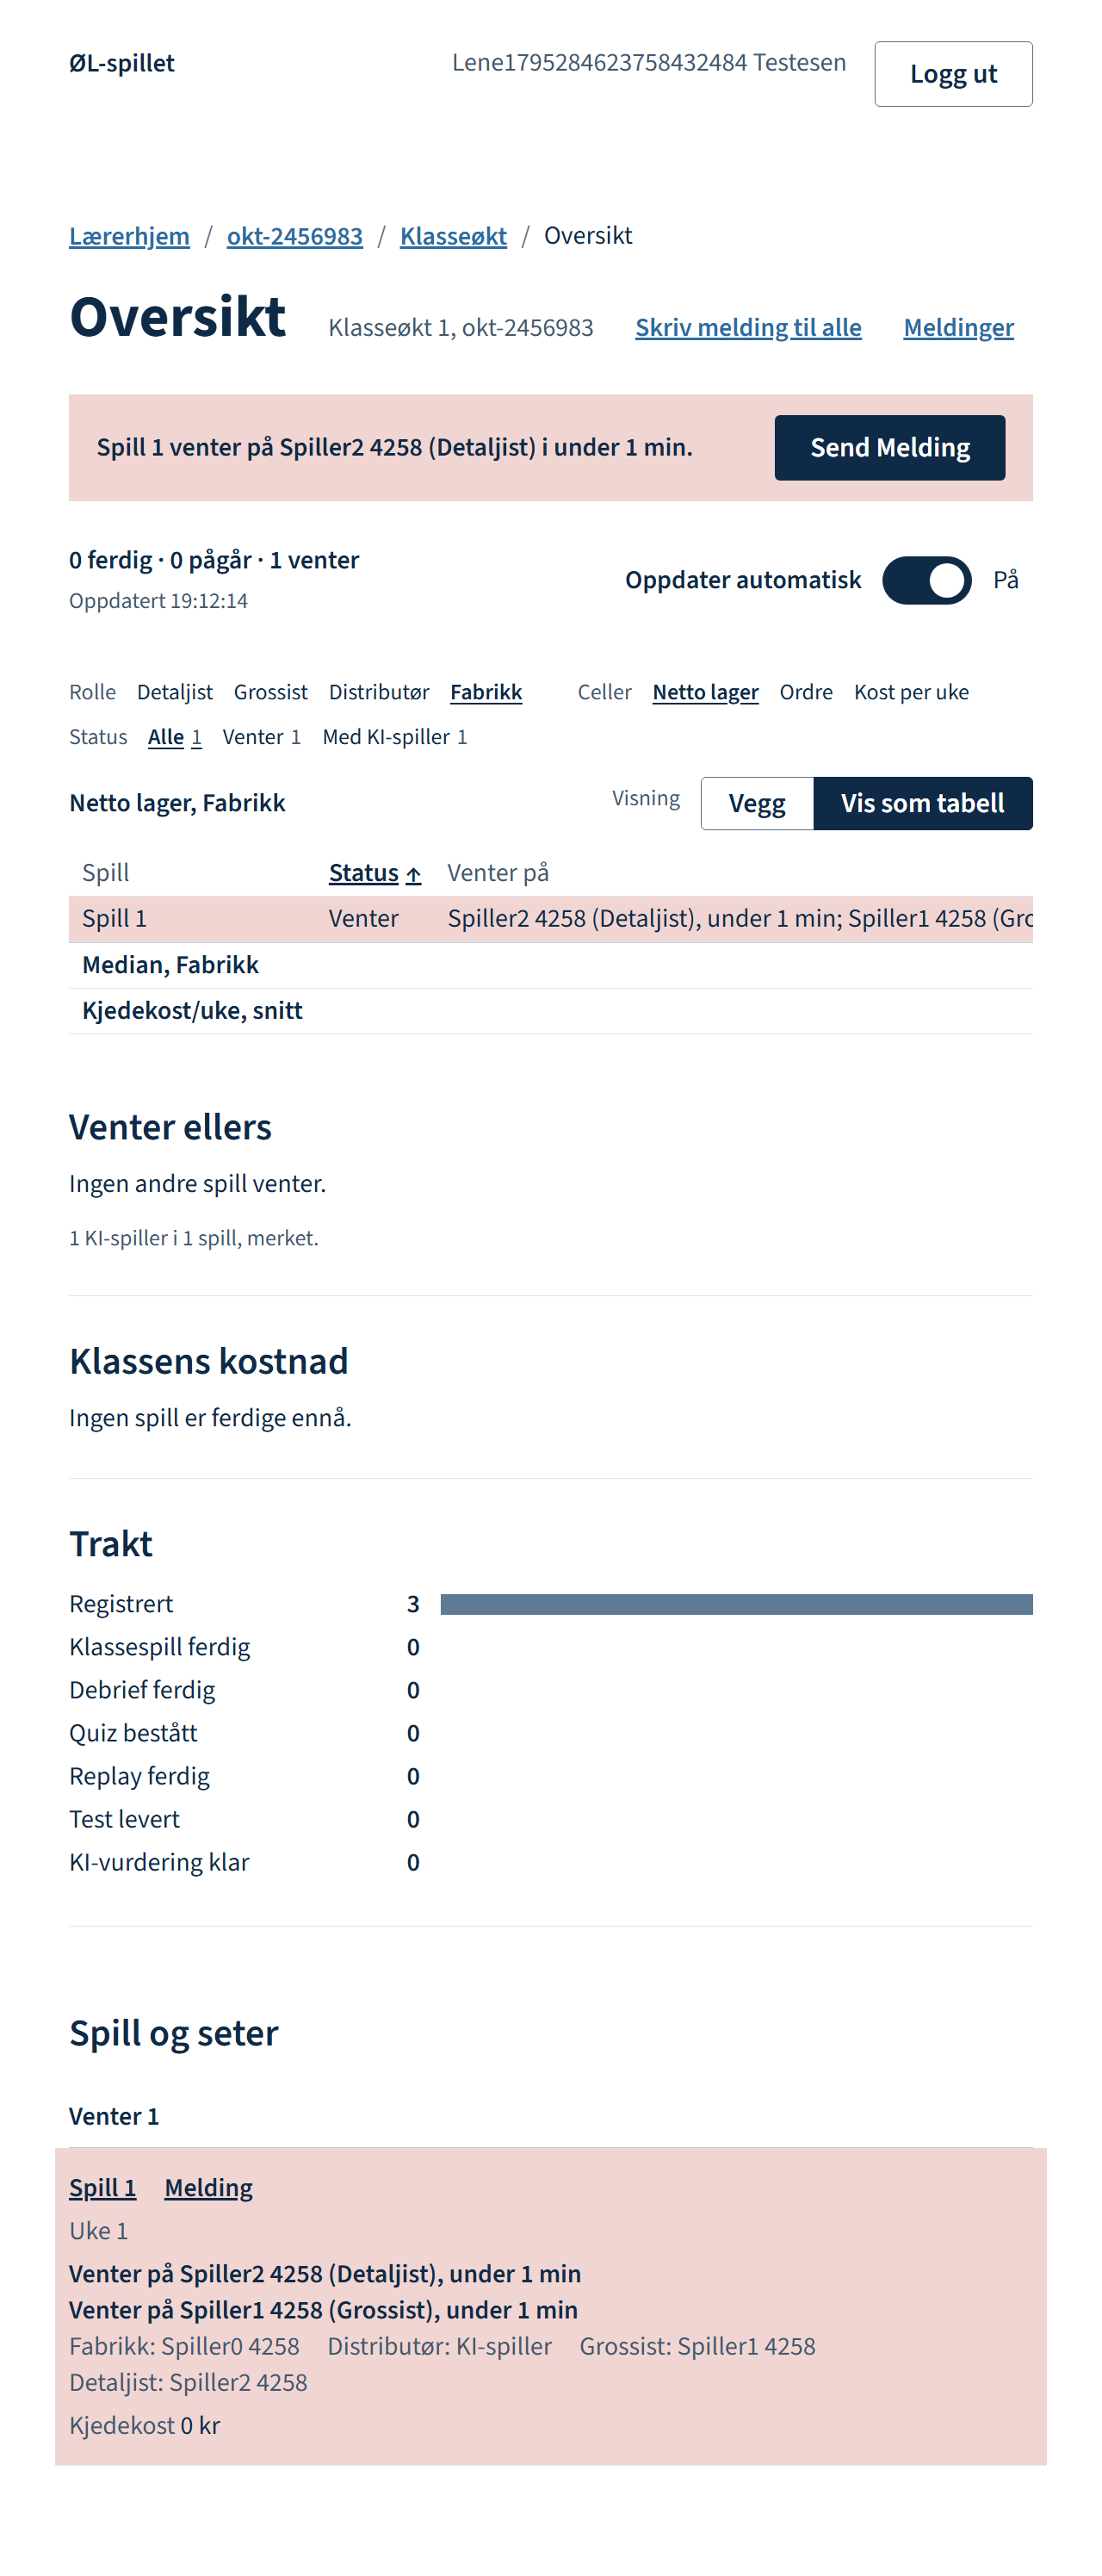 ØL-spillet Lene1795284623758432484 Testesen Logg ut
Lærerhjem / okt-2456983 / Klasseøkt / Oversikt
Oversikt Klasseøkt 1, okt-2456983 Skriv melding til alle Meldinger
Spill 1 venter på Spiller2 4258 (Detaljist) i under 1 min. Send Melding
0 ferdig · 0 pågår · 1 venter
Oppdatert 19:12:14
Oppdater automatisk På
Rolle Detaljist Grossist Distributør Fabrikk Celler Netto lager Ordre Kost per uke
Status Alle 1 Venter 1 Med KI-spiller 1
Netto lager, Fabrikk Visning Vegg Vis som tabell
Spill Status ↑ Venter på
Spill 1 Venter Spiller2 4258 (Detaljist), under 1 min; Spiller1 4258 (Gro
Median, Fabrikk
Kjedekost/uke, snitt
Venter ellers
Ingen andre spill venter.
1 KI-spiller i 1 spill, merket.
Klassens kostnad
Ingen spill er ferdige ennå.
Trakt
Registrert 3
Klassespill ferdig 0
Debrief ferdig 0
Quiz bestått 0
Replay ferdig 0
Test levert 0
KI-vurdering klar 0
Spill og seter
Venter 1
Spill 1 Melding
Uke 1
Venter på Spiller2 4258 (Detaljist), under 1 min
Venter på Spiller1 4258 (Grossist), under 1 min
Fabrikk: Spiller0 4258 Distributør: KI-spiller Grossist: Spiller1 4258
Detaljist: Spiller2 4258
Kjedekost 0 kr